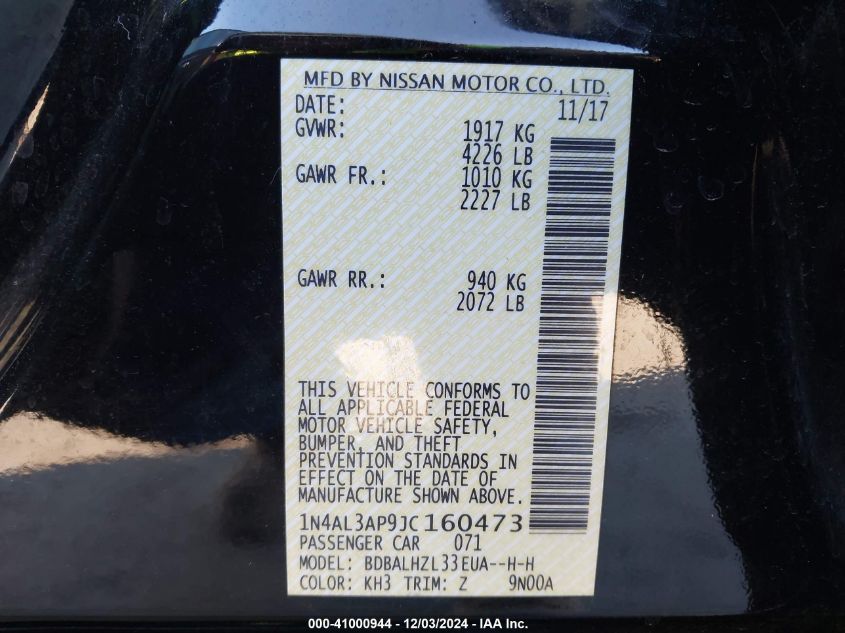 MFD BY NISSAN MOTOR CO., LTD.
DATE: 11/17
GVWR: 1917 KG
4226 LB
GAWR FR.: 1010 KG
2227 LB
GAWR RR.: 940 KG
2072 LB
THIS VEHICLE CONFORMS TO
ALL APPLICABLE FEDERAL
MOTOR VEHICLE SAFETY,
BUMPER, AND THEFT
PREVENTION STANDARDS IN
EFFECT ON THE DATE OF
MANUFACTURE SHOWN ABOVE.
1N4AL3AP9JC160473
PASSENGER CAR 071
MODEL: BDBALHZL33EUA--H-H
COLOR: KH3 TRIM: Z 9N00A
000-41000944 - 12/03/2024 - IAA Inc.